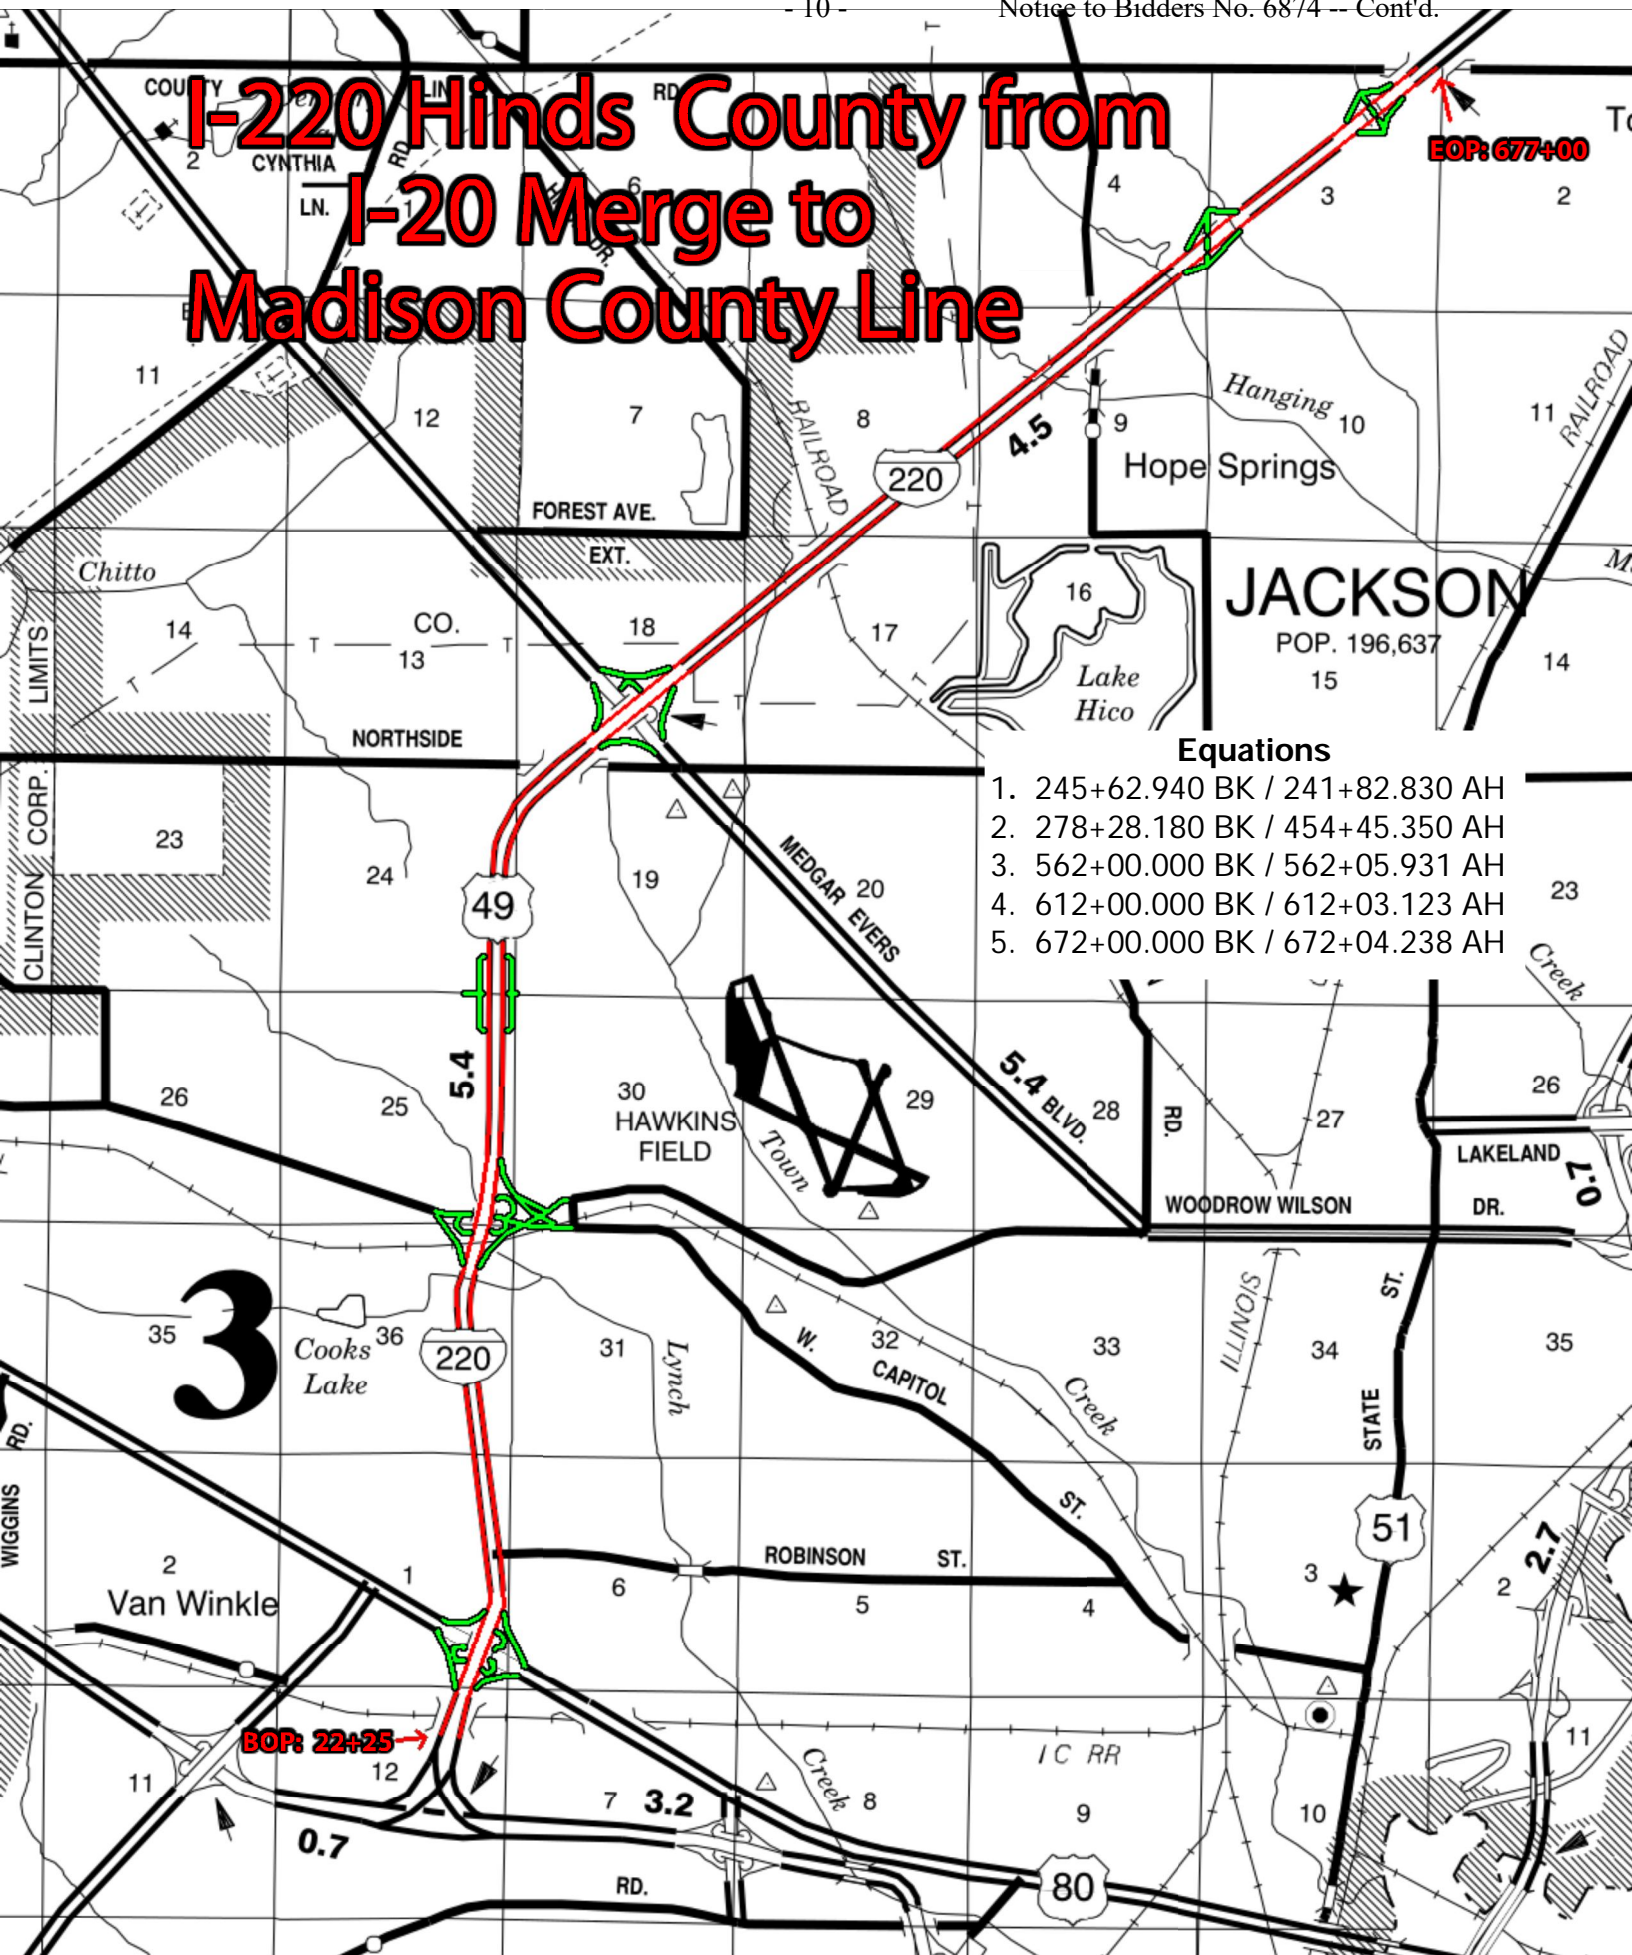 - 10 -
Notice to Bidders No. 6874 -- Cont'd.
I-220 Hinds County from
I-20 Merge to
Madison County Line
COUNTY
LIN
RD
CYNTHIA
LN.
RD.
DR.
EOP: 677+00
2
1
6
4
3
2
11
12
7
8
9
10
11
RAILROAD
RAILROAD
220
4.5
Hanging
Hope Springs
FOREST AVE.
EXT.
Chitto
CO.
14
13
18
17
16
JACKSON
POP. 196,637
15
14
Lake
Hico
CLINTON CORP. LIMITS
NORTHSIDE
Equations
1. 245+62.940 BK / 241+82.830 AH
2. 278+28.180 BK / 454+45.350 AH
3. 562+00.000 BK / 562+05.931 AH
4. 612+00.000 BK / 612+03.123 AH
5. 672+00.000 BK / 672+04.238 AH
23
24
19
20
23
49
MEDGAR EVERS
5.4 BLVD.
Creek
5.4
26
25
30
29
28
27
26
HAWKINS
FIELD
Town
RD.
LAKELAND
DR.
0.7
WOODROW WILSON
3
35
36
Cooks
Lake
220
31
Lynch
32
33
34
35
W.
CAPITOL
ST.
Creek
ILLINOIS
ST.
STATE
RD.
WIGGINS
51
2.7
2
Van Winkle
1
6
ROBINSON ST.
5
4
3
2
BOP: 22+25
11
12
7
3.2
Creek
8
I C RR
9
10
11
0.7
RD.
80